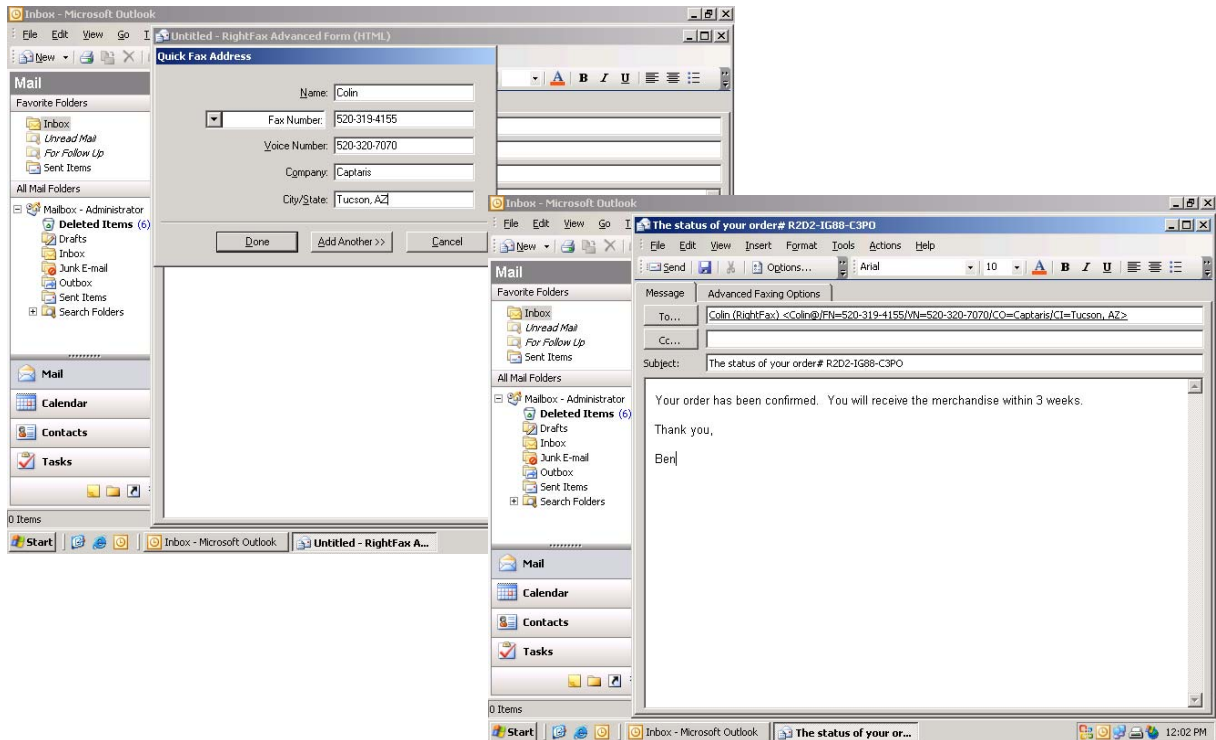 Inbox - Microsoft Outlook
File Edit View Go
Untitled - RightFax Advanced Form (HTML)
New
Quick Fax Address
Mail
Favorite Folders
Inbox
Unread Mail
For Follow Up
Sent Items
All Mail Folders
Mailbox - Administrator
Deleted Items (6)
Drafts
Inbox
Junk E-mail
Outbox
Sent Items
Search Folders
Mail
Calendar
Contacts
Tasks
0 Items
Name: Colin
Fax Number: 520-319-4155
Voice Number: 520-320-7070
Company: Captaris
City/State: Tucson, AZ
Done Add Another >> Cancel
A B I U
Start Inbox - Microsoft Outlook Untitled - RightFax A...
Inbox - Microsoft Outlook
File Edit View Go
New
Mail
Favorite Folders
Inbox
Unread Mail
For Follow Up
Sent Items
All Mail Folders
Mailbox - Administrator
Deleted Items (6)
Drafts
Inbox
Junk E-mail
Outbox
Sent Items
Search Folders
Mail
Calendar
Contacts
Tasks
0 Items
The status of your order# R2D2-IG88-C3PO
File Edit View Insert Format Tools Actions Help
Send Options... Arial 10 A B I U
Message Advanced Faxing Options
To... Colin (RightFax) <Colin@/FN=520-319-4155/VN=520-320-7070/CO=Captaris/CI=Tucson, AZ>
Cc...
Subject: The status of your order# R2D2-IG88-C3PO
Your order has been confirmed. You will receive the merchandise within 3 weeks.
Thank you,
Ben
Start Inbox - Microsoft Outlook The status of your or... 12:02 PM